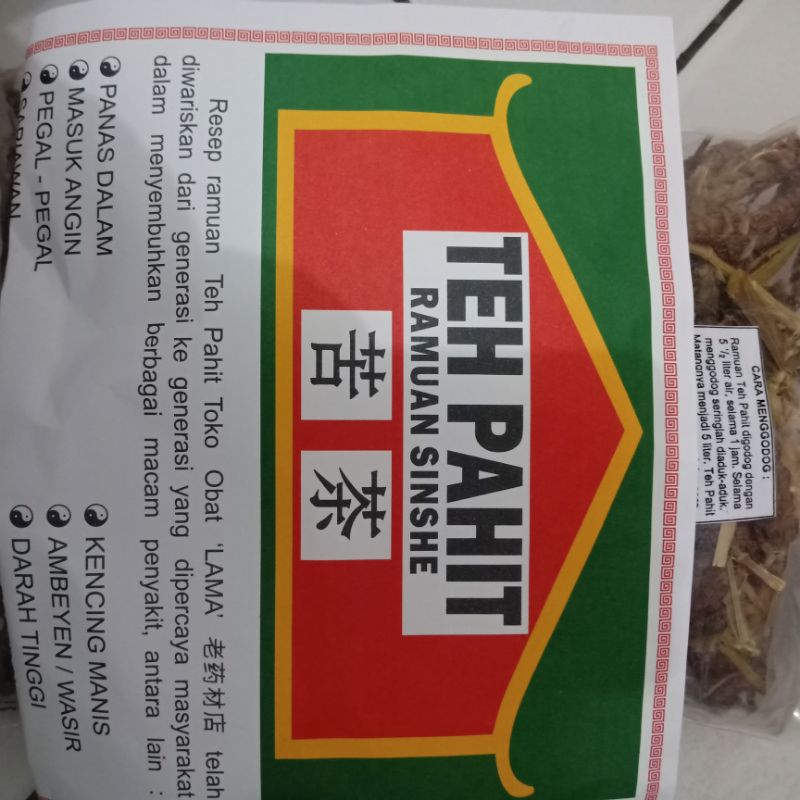 TEH PAHIT
RAMUAN SINSHE
苦茶
Resep ramuan Teh Pahit Toko Obat 'LAMA' 老药材店 telah
diwariskan dari generasi ke generasi yang dipercaya masyarakat
dalam menyembuhkan berbagai macam penyakit, antara lain :
PANAS DALAM
MASUK ANGIN
PEGAL - PEGAL
SARIAWAN
KENCING MANIS
AMBEYEN / WASIR
DARAH TINGGI
CARA MENGGODOG :
Ramuan Teh Pahit digodog dengan
5 ½ liter air, selama 1 jam. Selama
menggodog seringlah diaduk-aduk.
Matangnya menjadi 5 liter. Teh Pahit